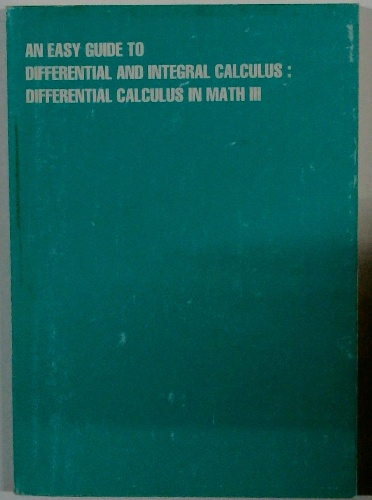 AN EASY GUIDE TO
DIFFERENTIAL AND INTEGRAL CALCULUS :
DIFFERENTIAL CALCULUS IN MATH III